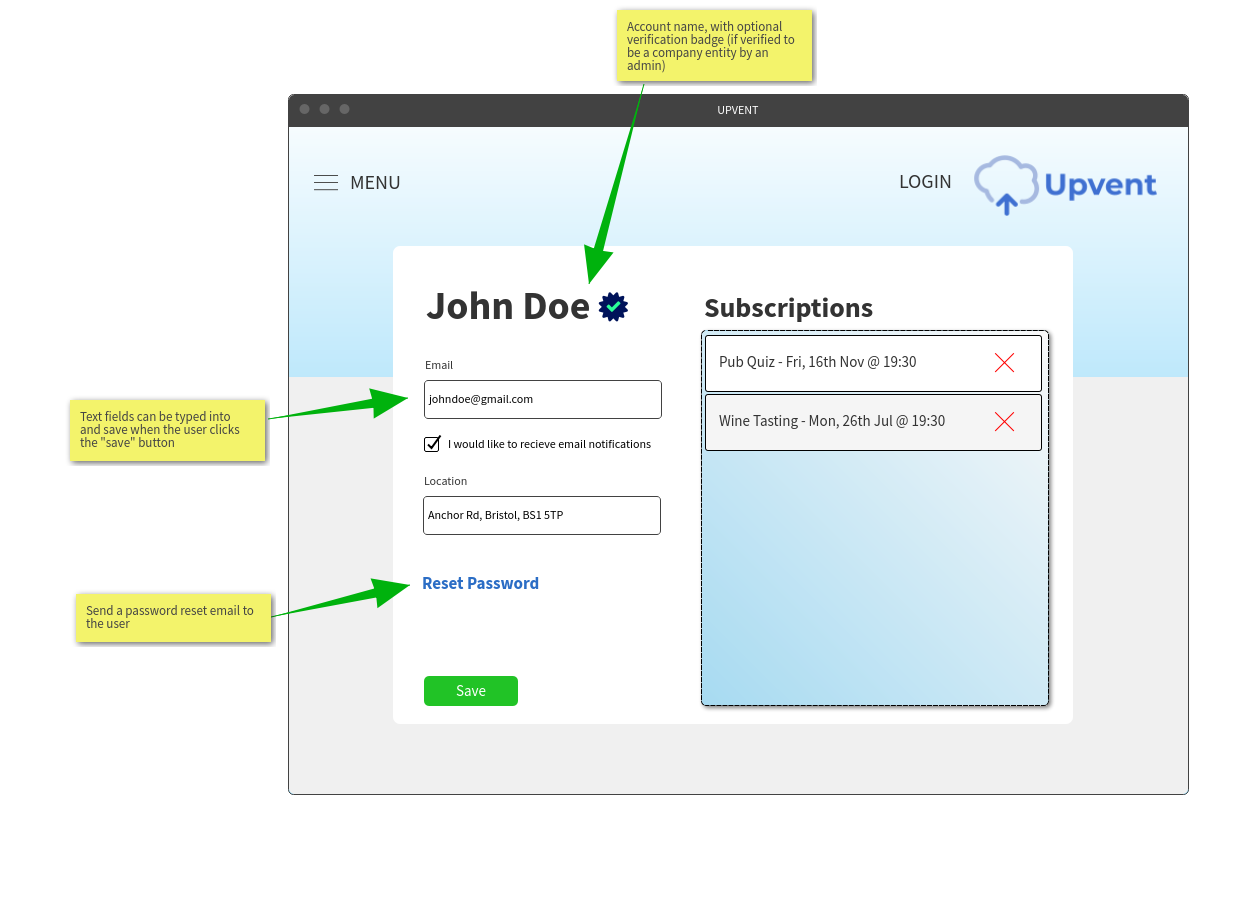 Account name, with optional
verification badge (if verified to
be a company entity by an
admin)
UPVENT
MENU
LOGIN
Upvent
John Doe
Subscriptions
Email
johndoe@gmail.com
I would like to recieve email notifications
Location
Anchor Rd, Bristol, BS1 5TP
Reset Password
Save
Pub Quiz - Fri, 16th Nov @ 19:30
Wine Tasting - Mon, 26th Jul @ 19:30
Text fields can be typed into
and save when the user clicks
the "save" button
Send a password reset email to
the user